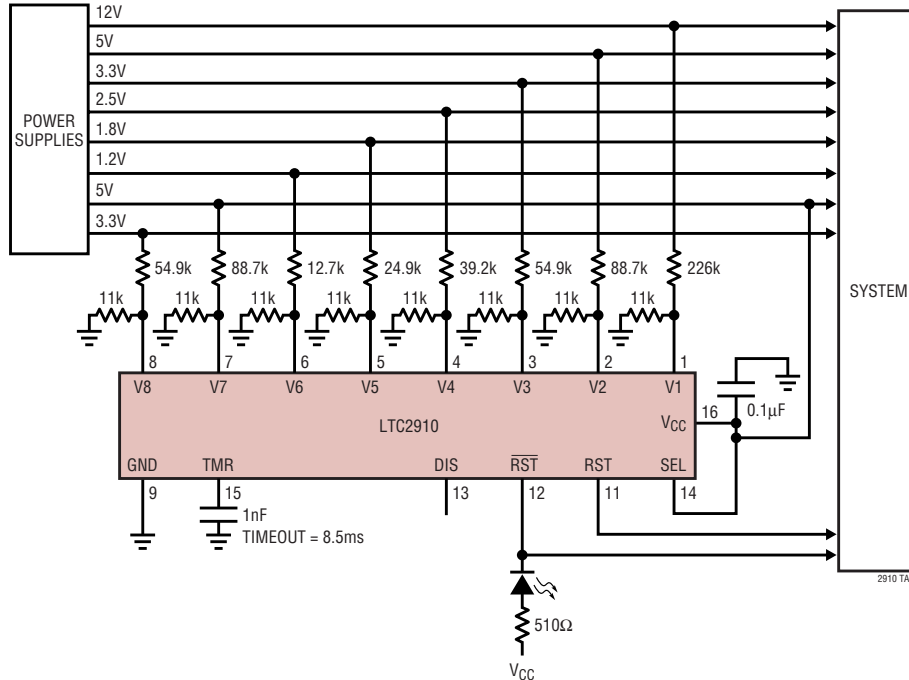 12V
5V
3.3V
2.5V
1.8V
1.2V
5V
3.3V
POWER
SUPPLIES
SYSTEM
54.9k
88.7k
12.7k
24.9k
39.2k
54.9k
88.7k
226k
11k
11k
11k
11k
11k
11k
11k
11k
8
7
6
5
4
3
2
1
V8
V7
V6
V5
V4
V3
V2
V1
16
0.1µF
VCC
LTC2910
GND
TMR
DIS
RST
RST
SEL
9
15
13
12
11
14
1nF
TIMEOUT = 8.5ms
510Ω
VCC
2910 TA